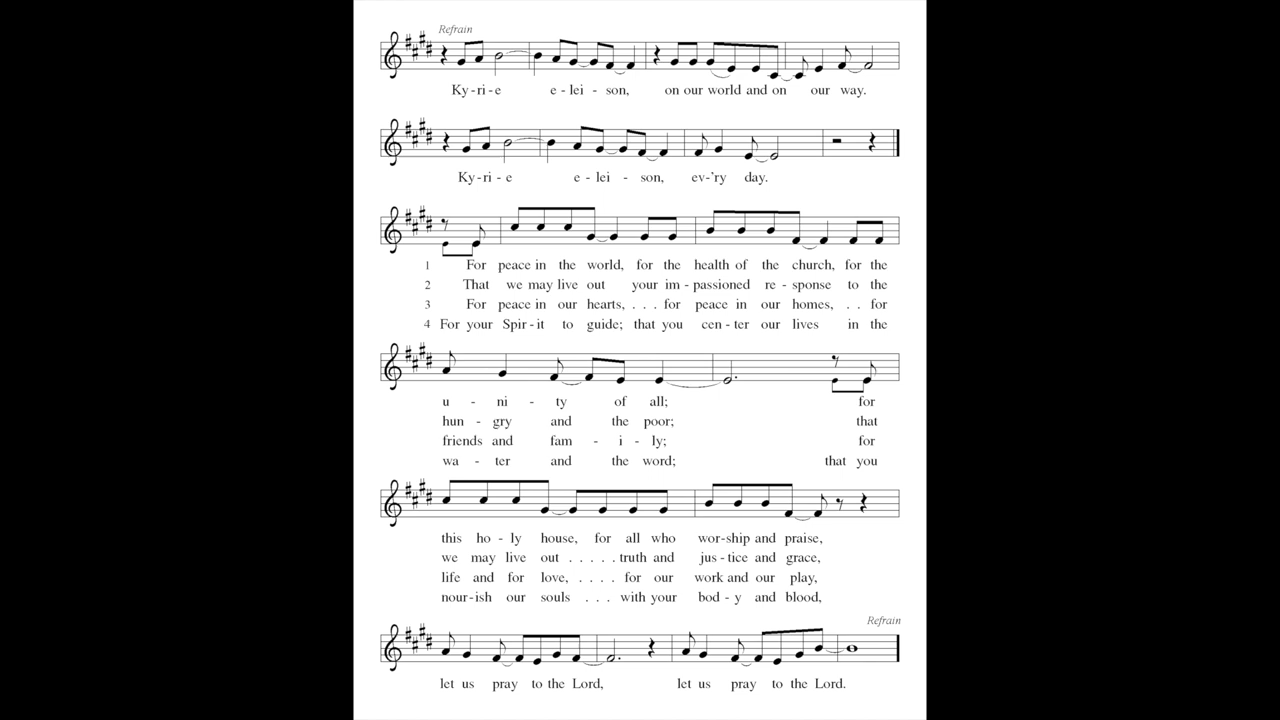 Refrain
Ky-ri-e e-lei-son, on our world and on our way.
Ky-ri-e e-lei-son, ev-'ry day.
1 For peace in the world, for the health of the church, for the
2 That we may live out your im-passioned re-sponse to the
3 For peace in our hearts, . . . for peace in our homes, . . for
4 For your Spir-it to guide; that you cen-ter our lives in the
u-ni-ty of all; for
hun-gry and the poor; that
friends and fam-i-ly; for
wa-ter and the word; that you
this ho-ly house, for all who wor-ship and praise,
we may live out . . . . . truth and jus-tice and grace,
life and for love, . . . . for our work and our play,
nour-ish our souls . . . with your bod-y and blood,
Refrain
let us pray to the Lord, let us pray to the Lord.